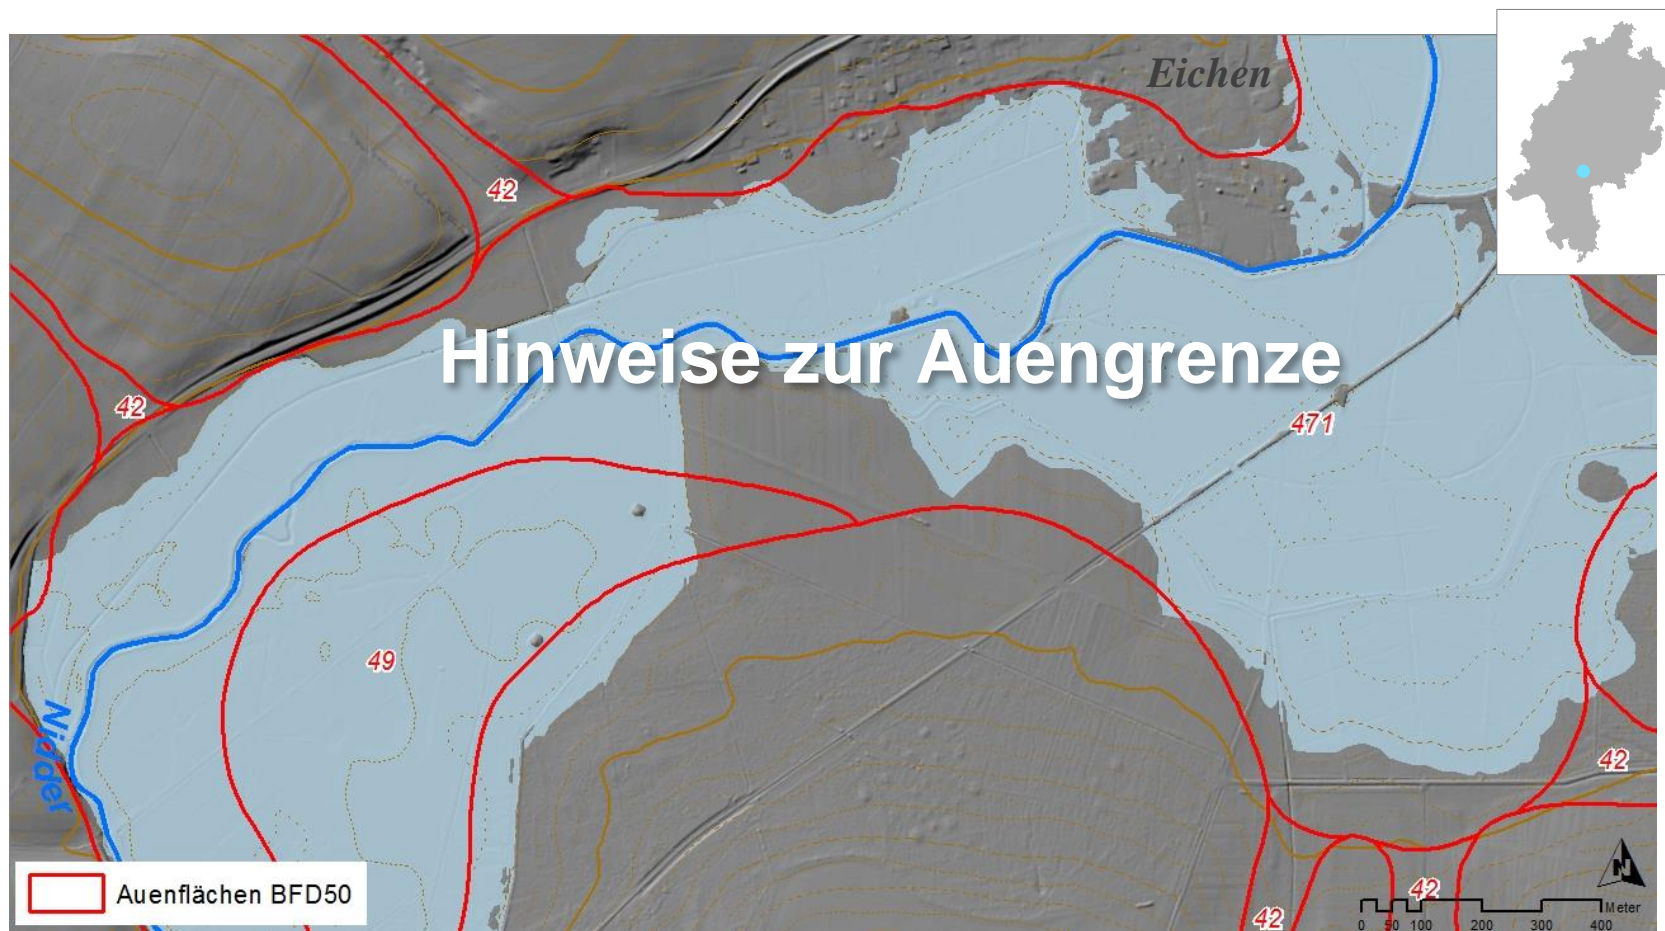 Eichen
42
Hinweise zur Auengrenze
42
471
49
Nidder
42
Auenflächen BFD50
42
42
N
Meter
0 50 100 200 300 400